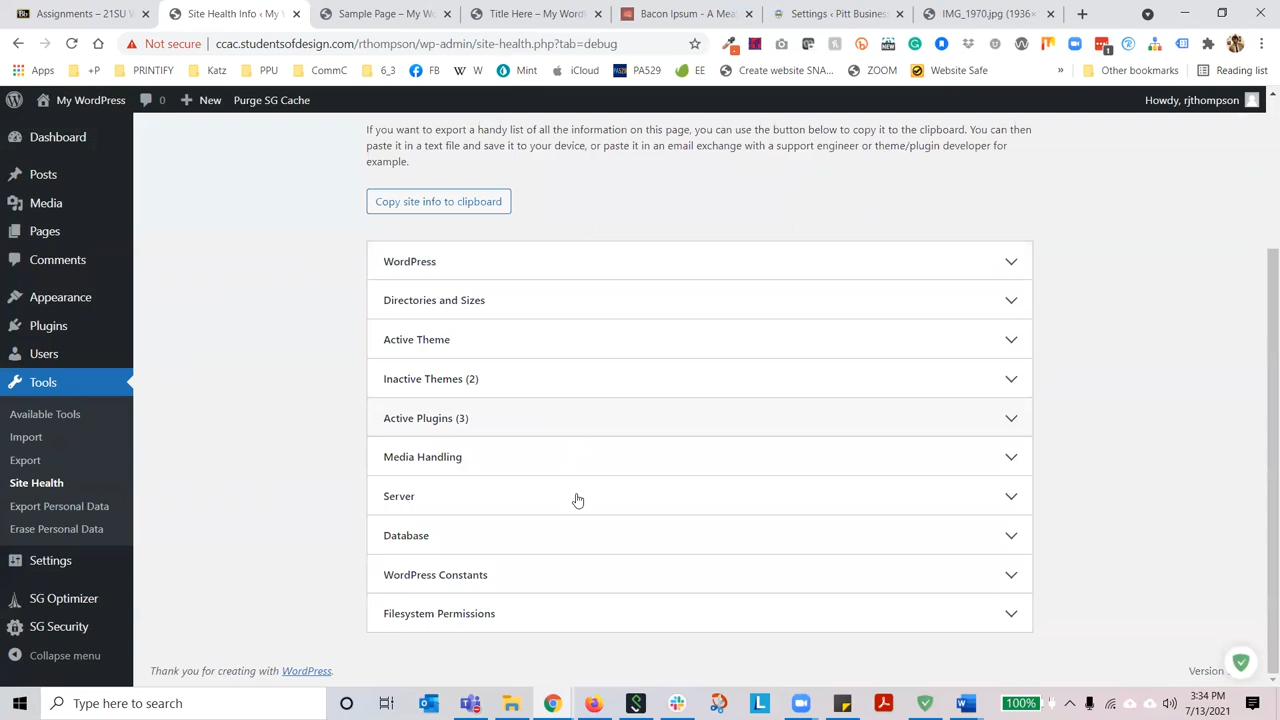 Assignments – 21SU W
Site Health Info ‹ My V
Sample Page – My Wo
Title Here – My WordP
Bacon Ipsum - A Meat
Settings ‹ Pitt Business
IMG_1970.jpg (1936×
Not secure | ccac.studentsofdesign.com/rthompson/wp-admin/site-health.php?tab=debug
Apps +P PRINTIFY Katz PPU CommC 6_3 FB W Mint iCloud PA529 EE Create website SNA... ZOOM Website Safe » Other bookmarks Reading list
My WordPress 0 New Purge SG Cache Howdy, rjthompson
Dashboard
Posts
Media
Pages
Comments
Appearance
Plugins
Users
Tools
Available Tools
Import
Export
Site Health
Export Personal Data
Erase Personal Data
Settings
SG Optimizer
SG Security
Collapse menu
If you want to export a handy list of all the information on this page, you can use the button below to copy it to the clipboard. You can then
paste it in a text file and save it to your device, or paste it in an email exchange with a support engineer or theme/plugin developer for
example.
Copy site info to clipboard
WordPress
Directories and Sizes
Active Theme
Inactive Themes (2)
Active Plugins (3)
Media Handling
Server
Database
WordPress Constants
Filesystem Permissions
Thank you for creating with WordPress.
Version
Type here to search
100%
3:34 PM
7/13/2021